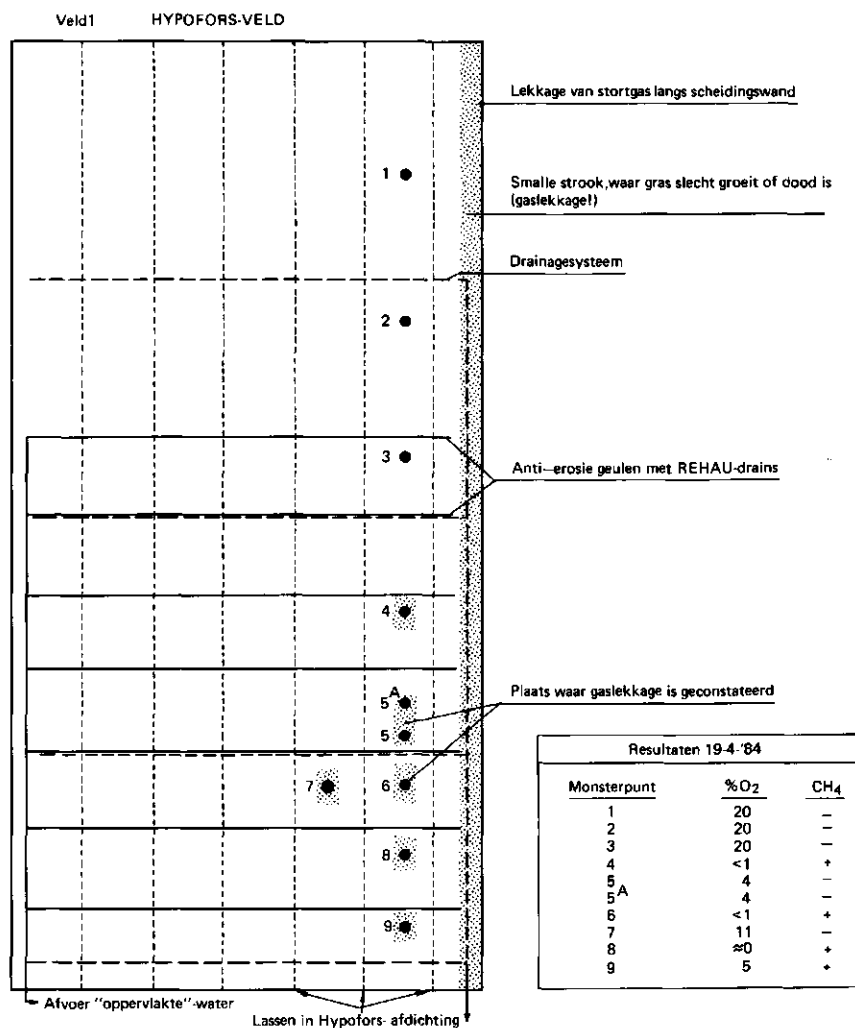 Veld1 HYPOFORS-VELD
Lekkage van stortgas langs scheidingswand
1
Smalle strook,waar gras slecht groeit of dood is
(gaslekkage!)
Drainagesysteem
2
3
Anti—erosie geulen met REHAU-drains
4
5A
Plaats waar gaslekkage is geconstateerd
5
7 6
8
9
Resultaten 19-4-'84
Monsterpunt %O2 CH4
1 20 −
2 20 −
3 20 −
4 <1 +
5 4 −
5A 4 −
6 <1 +
7 11 −
8 ≈0 +
9 5 +
Afvoer "oppervlakte"-water
Lassen in Hypofors- afdichting